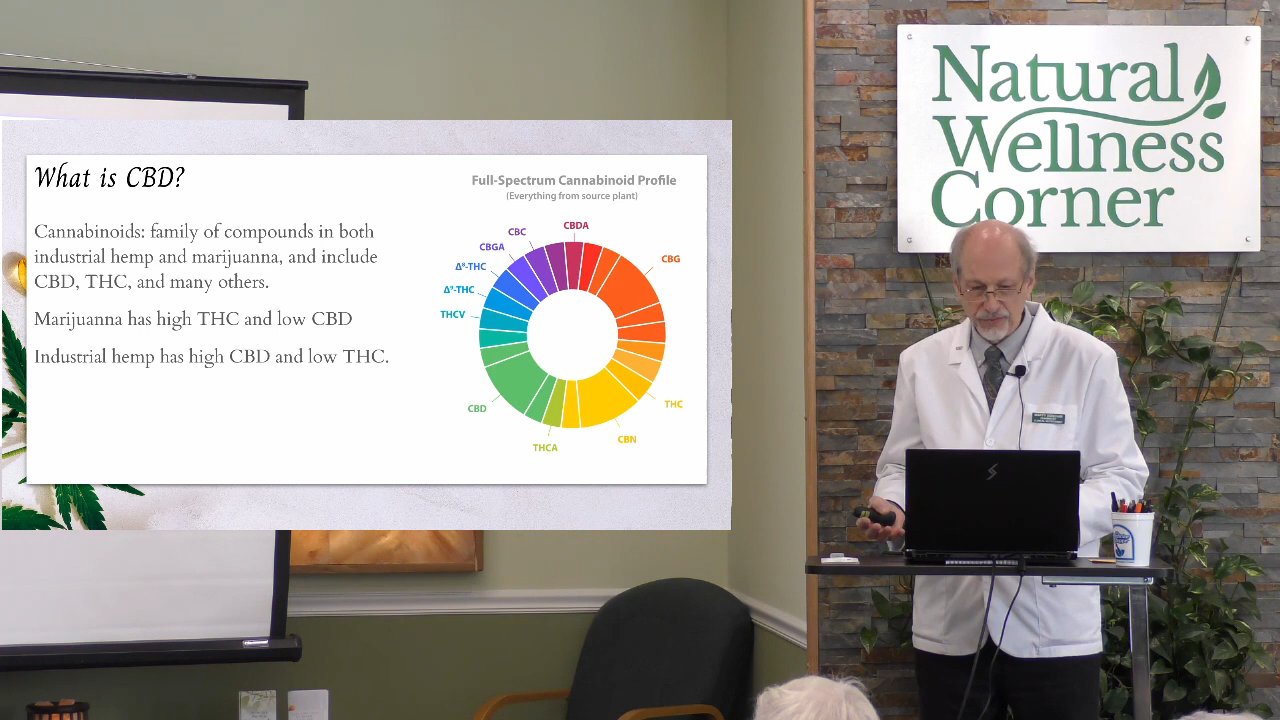 What is CBD?
Cannabinoids: family of compounds in both
industrial hemp and marijuanna, and include
CBD, THC, and many others.
Marijuanna has high THC and low CBD
Industrial hemp has high CBD and low THC.
Full-Spectrum Cannabinoid Profile
(Everything from source plant)
CBDA
CBC
CBGA
Δ⁸-THC
Δ⁹-THC
THCV
CBD
THCA
CBN
THC
CBG
Natural
Wellness
Corner